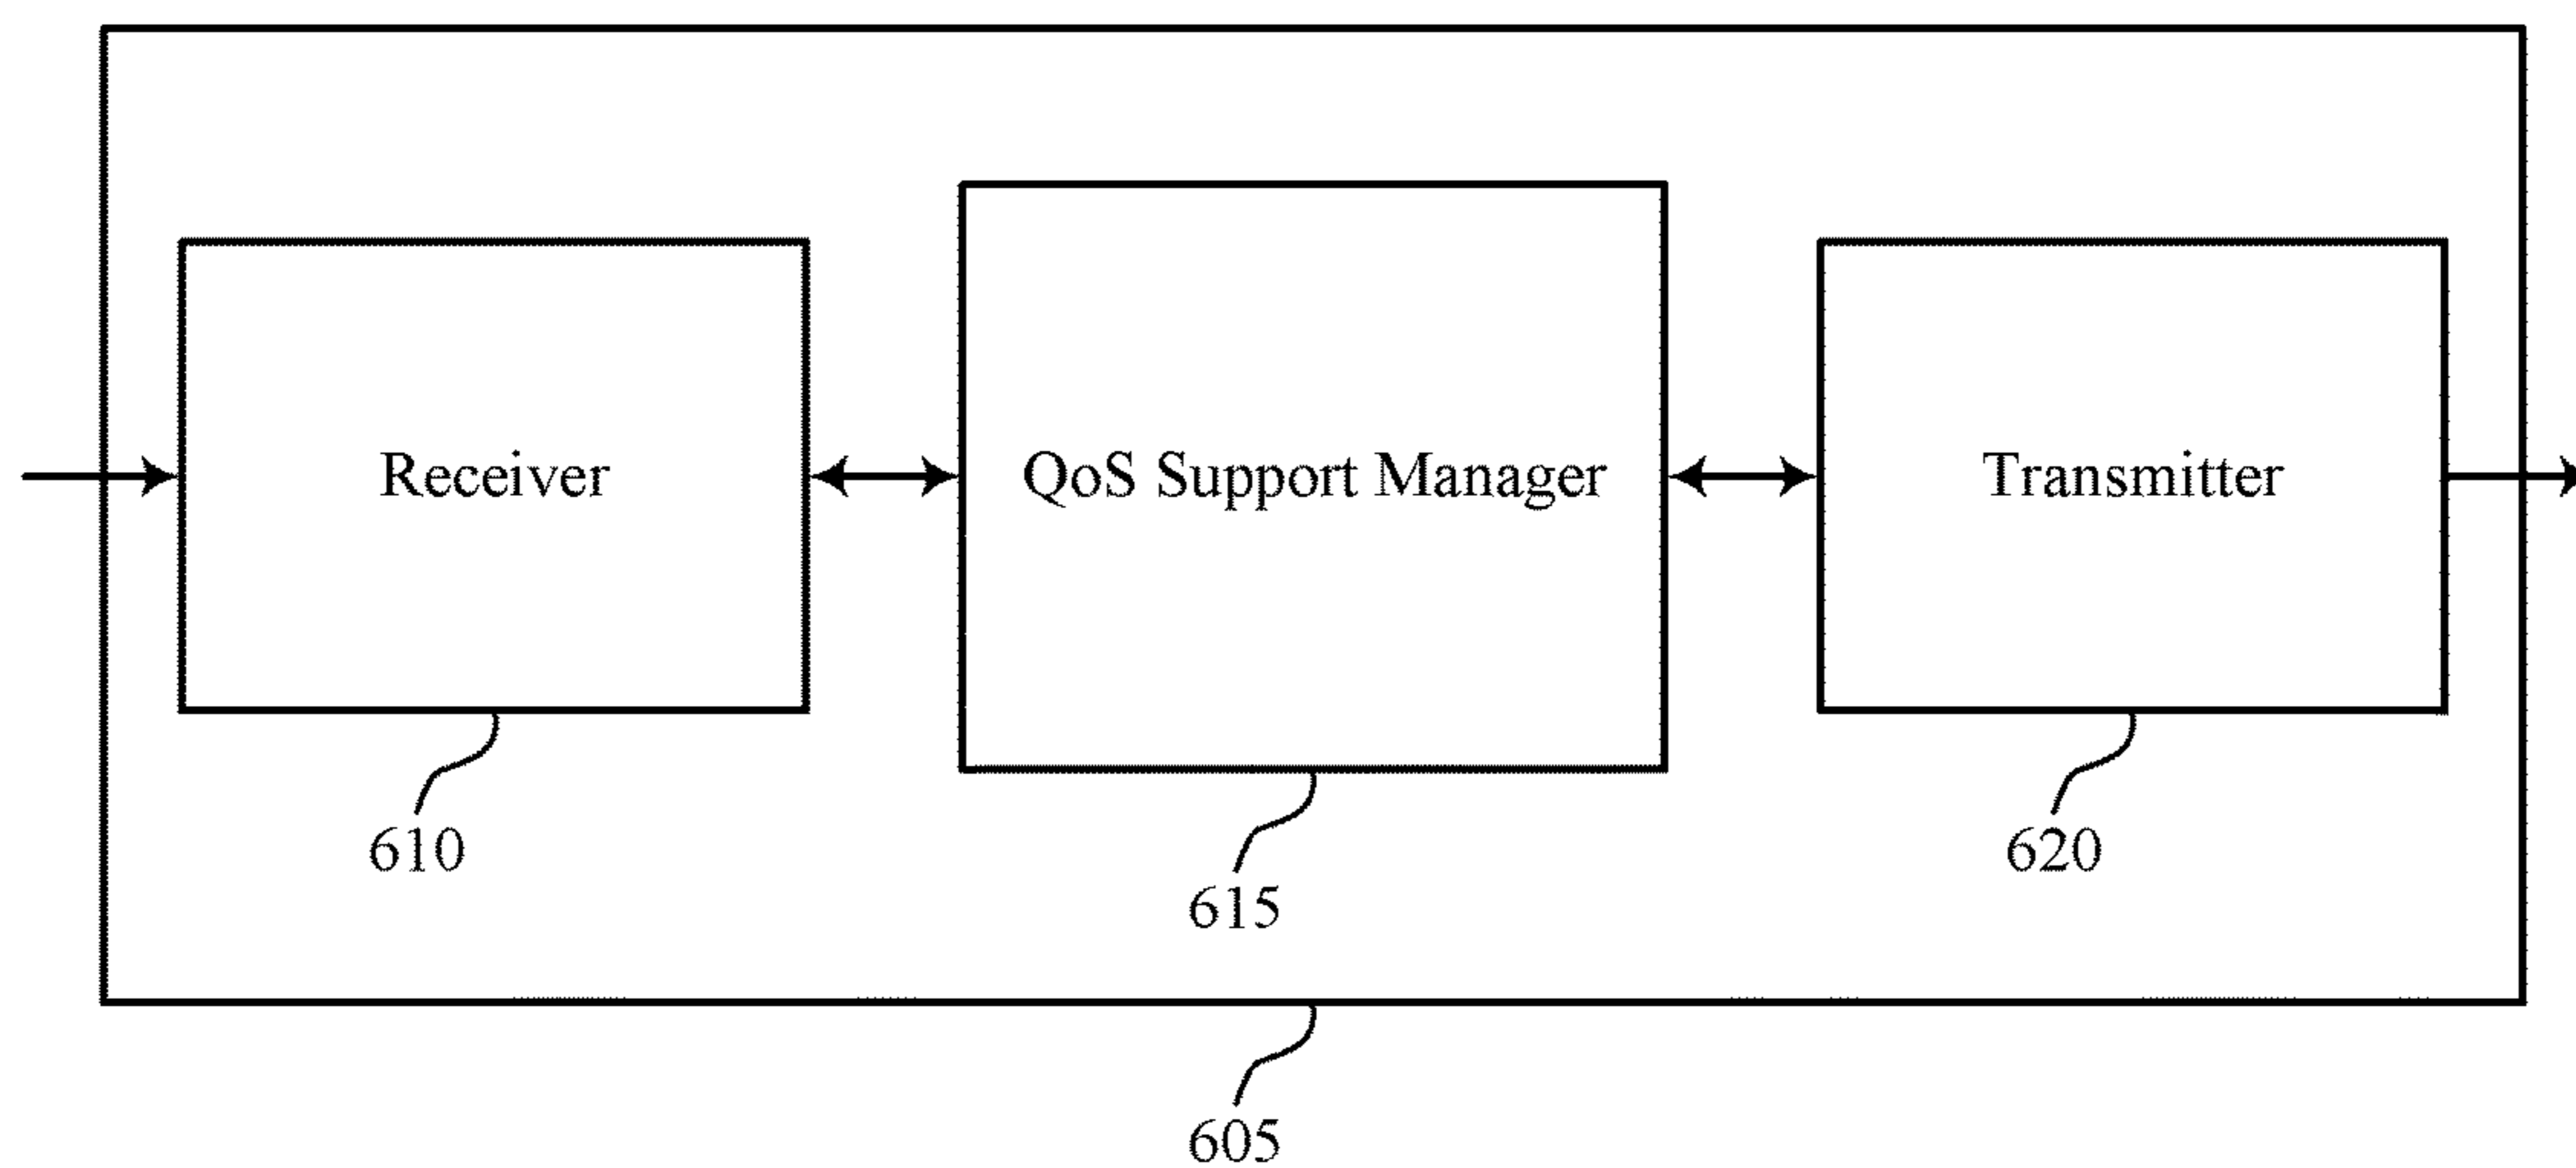 Receiver
QoS Support Manager
Transmitter
610
615
620
605